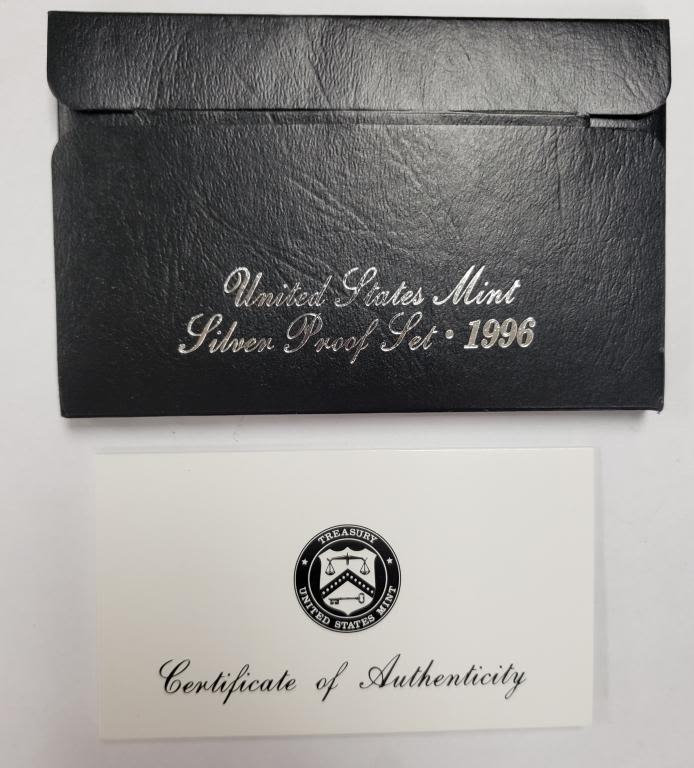 United States Mint
Silver Proof Set · 1996
TREASURY
UNITED STATES MINT
Certificate of Authenticity